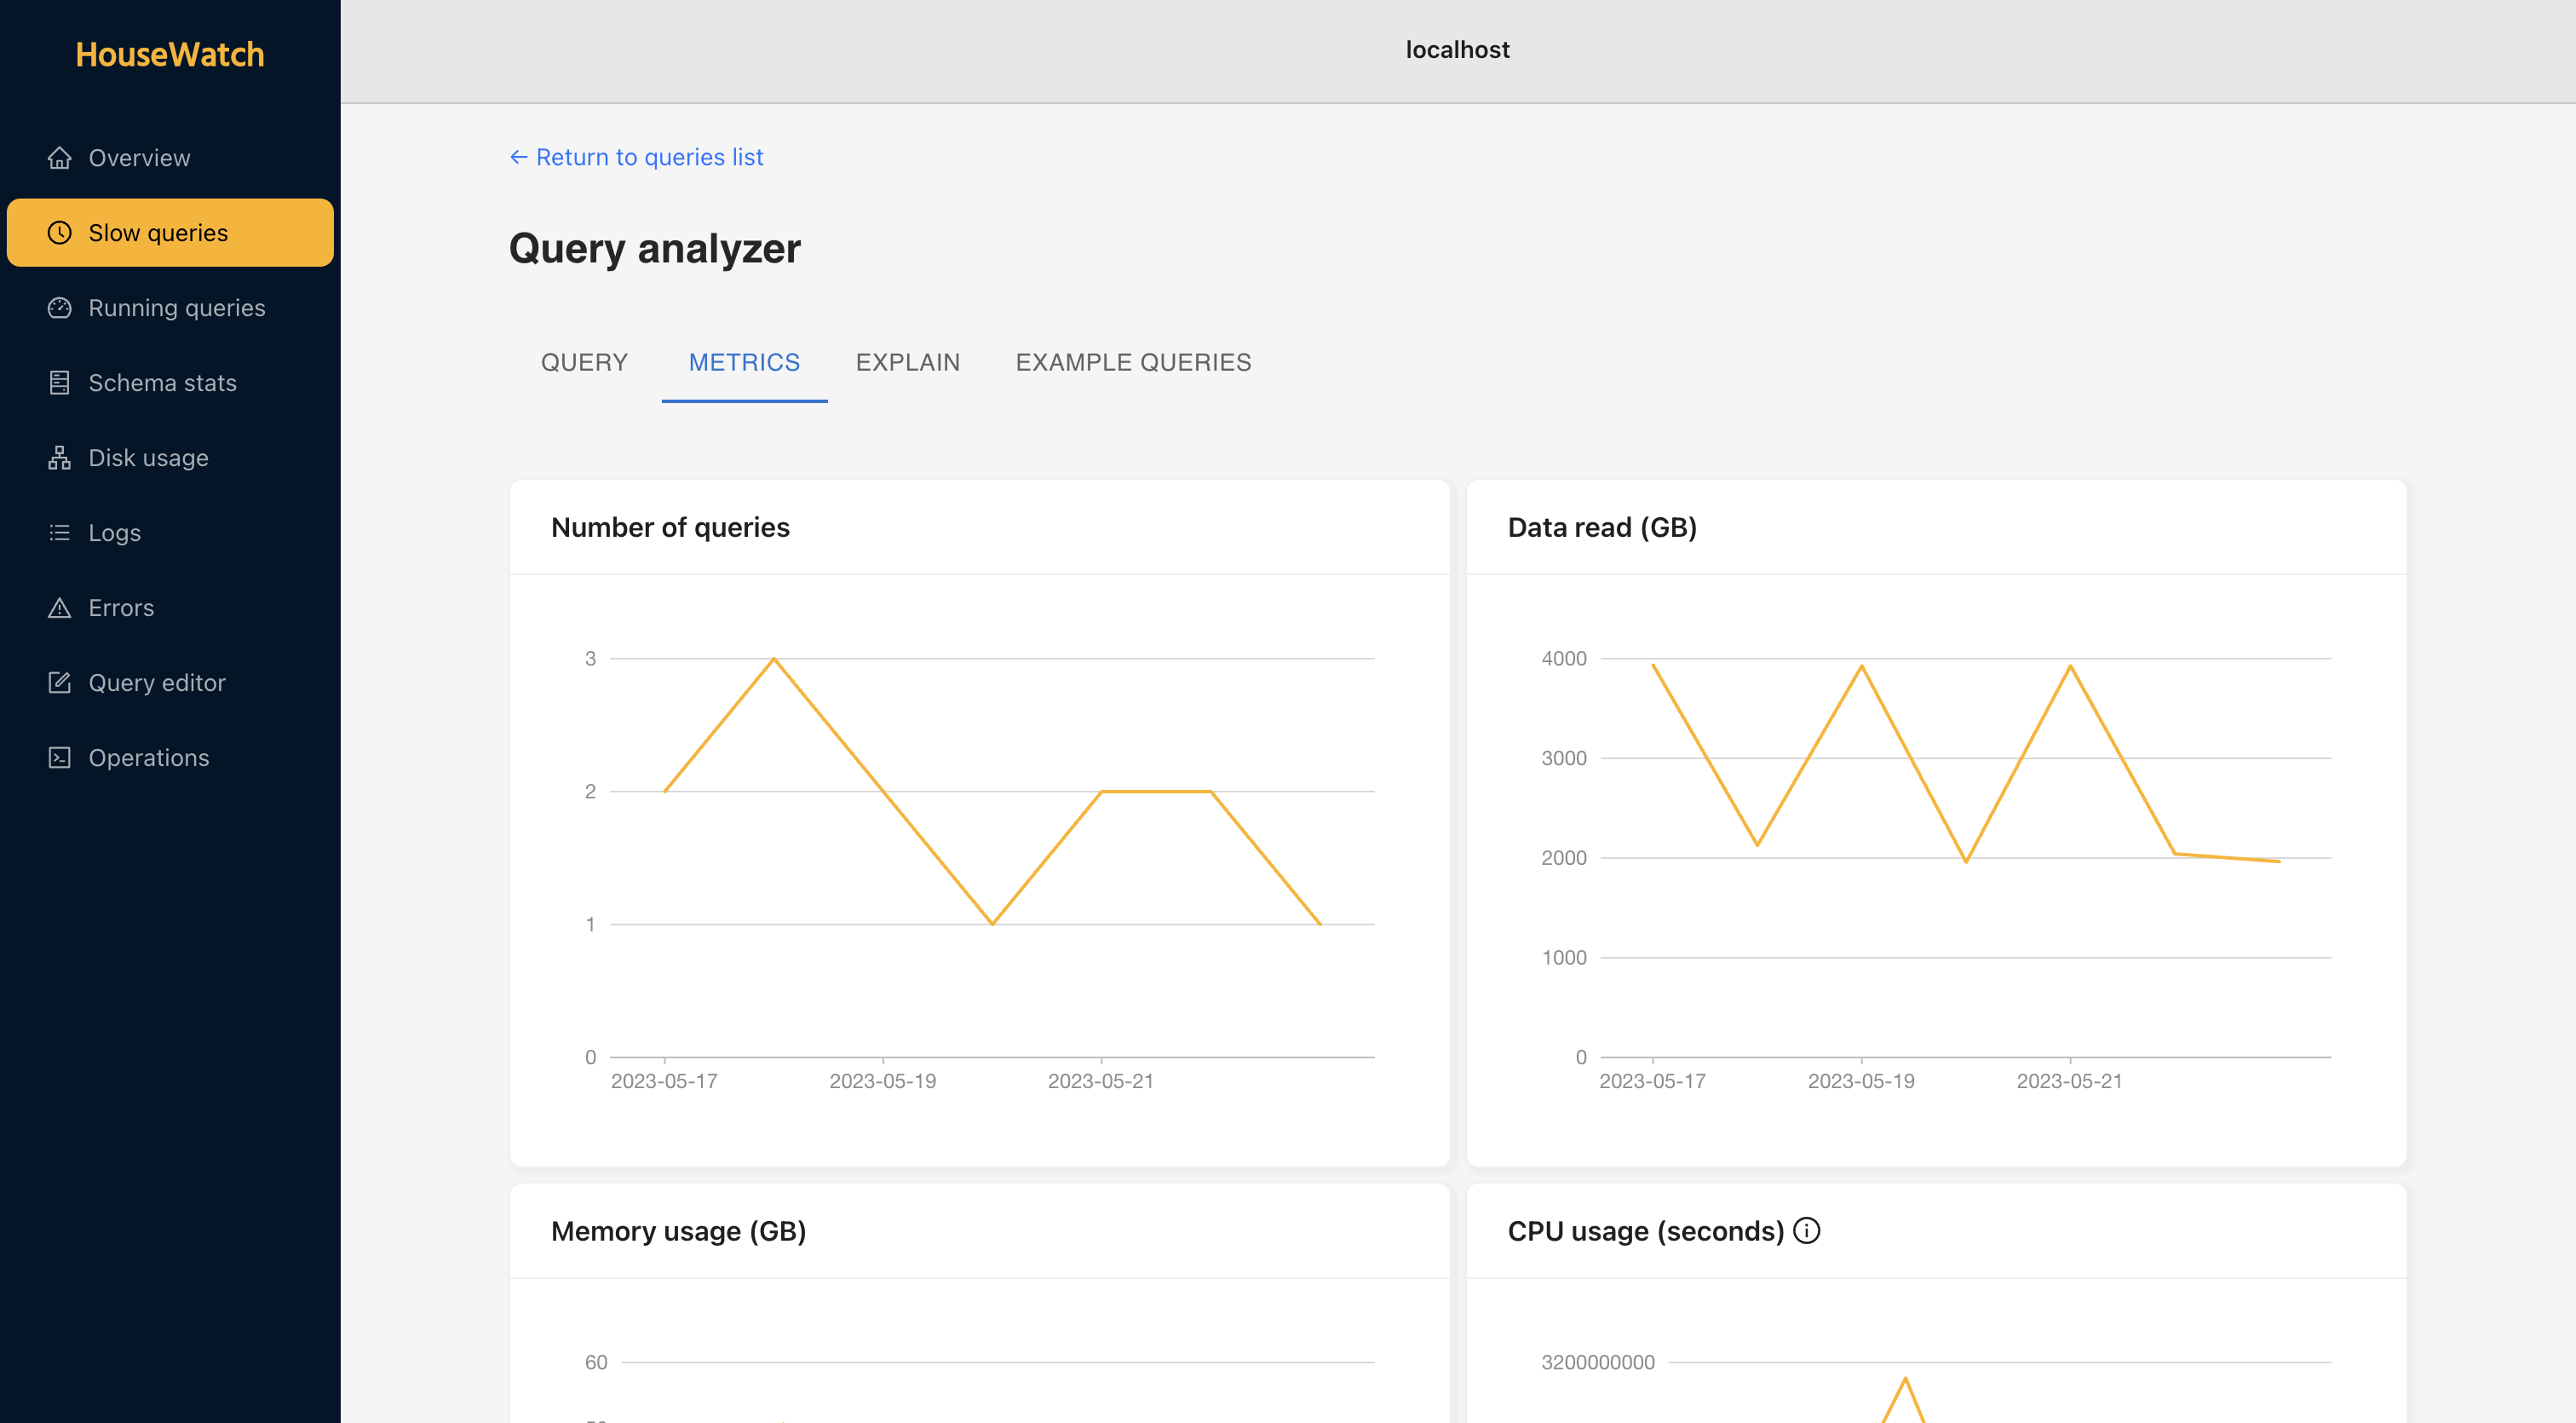 HouseWatch
Overview
Slow queries
Running queries
Schema stats
Disk usage
Logs
Errors
Query editor
Operations
localhost
← Return to queries list
Query analyzer
QUERY METRICS EXPLAIN EXAMPLE QUERIES
Number of queries
3
2
1
0
2023-05-17 2023-05-19 2023-05-21
Data read (GB)
4000
3000
2000
1000
0
2023-05-17 2023-05-19 2023-05-21
Memory usage (GB)
60
CPU usage (seconds)
3200000000